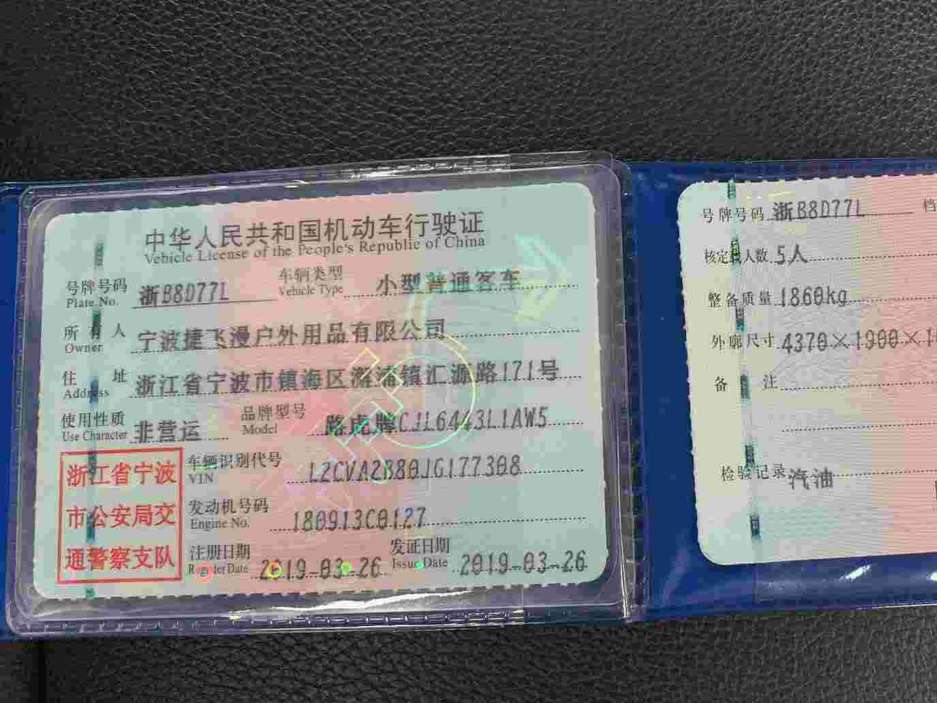 中华人民共和国机动车行驶证
Vehicle License of the People's Republic of China
号牌号码 浙B8D77L 车辆类型 小型普通客车
Plate No. Vehicle Type
所有人 宁波捷飞漫户外用品有限公司
Owner
住址 浙江省宁波市镇海区澥浦镇汇源路171号
Address
使用性质 非营运 品牌型号 路虎牌CJL6443L1AW5
Use Character Model
浙江省宁波
市公安局交
通警察支队
车辆识别代号 L2CVA2B80JG177308
VIN
发动机号码 180913C0127
Engine No.
注册日期 2019-03-26 发证日期 2019-03-26
Register Date Issue Date
号牌号码 浙B8D77L 档
核定载人数 5人
整备质量 1860kg
外廓尺寸 4370×1900×1
备注
检验记录 汽油